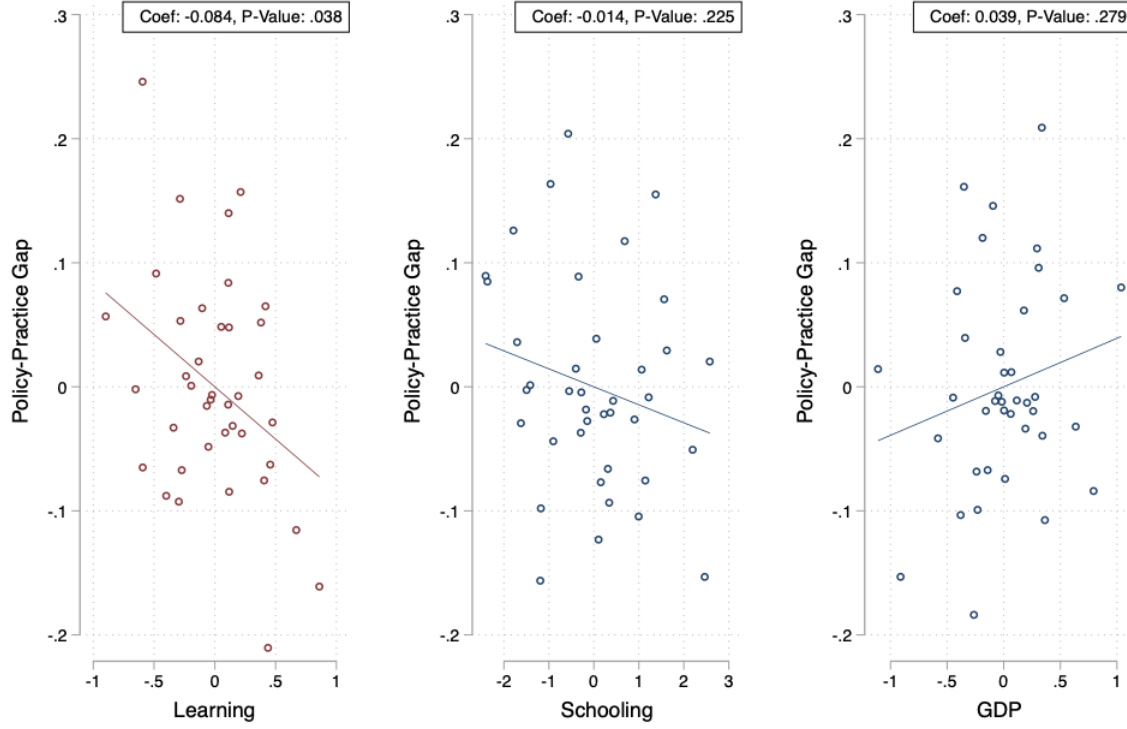 Coef: -0.084, P-Value: .038
.3
.2
.1
0
-.1
-.2
Policy-Practice Gap
-1 -.5 0 .5 1
Learning
Coef: -0.014, P-Value: .225
.3
.2
.1
0
-.1
-.2
Policy-Practice Gap
-2 -1 0 1 2 3
Schooling
Coef: 0.039, P-Value: .279
.3
.2
.1
0
-.1
-.2
Policy-Practice Gap
-1 -.5 0 .5 1
GDP